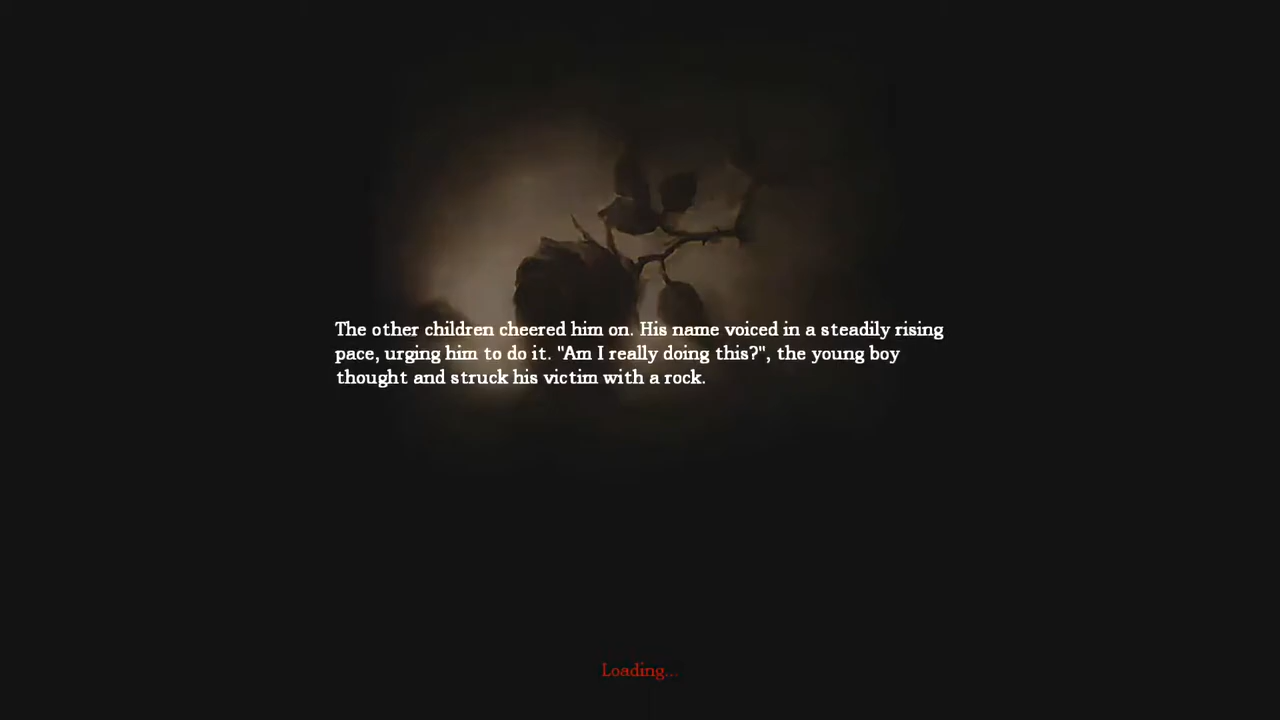 The other children cheered him on. His name voiced in a steadily rising
pace, urging him to do it. "Am I really doing this?", the young boy
thought and struck his victim with a rock.
Loading...